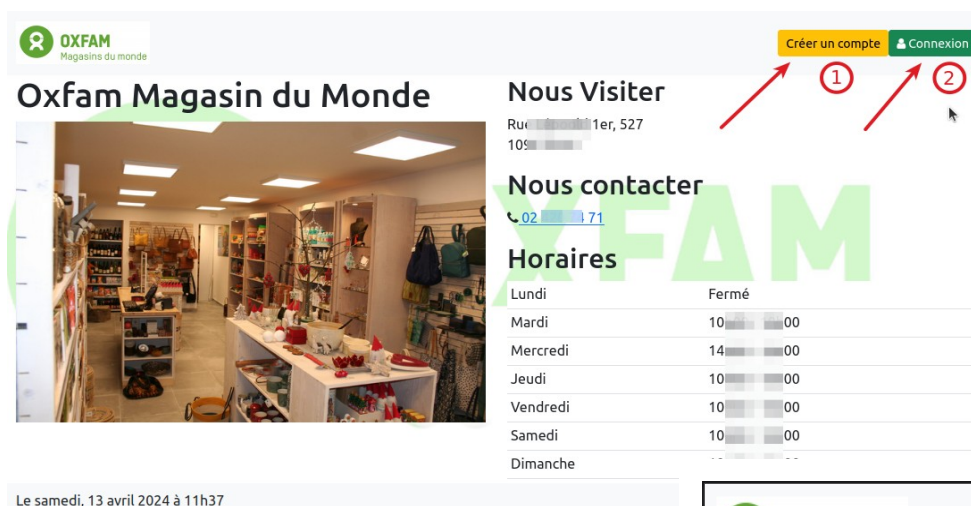 OXFAM
Magasins du monde
Créer un compte
Connexion
1
2
Oxfam Magasin du Monde
Nous Visiter
Rue 1er, 527
Nous contacter
02 71
Horaires
Lundi Fermé
Mardi 10 00
Mercredi 14 00
Jeudi 10 00
Vendredi 10 00
Samedi 10 00
Dimanche
OXFAM
Le samedi, 13 avril 2024 à 11h37